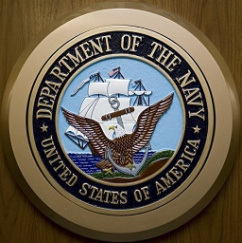 DEPARTMENT OF THE NAVY
UNITED STATES OF AMERICA